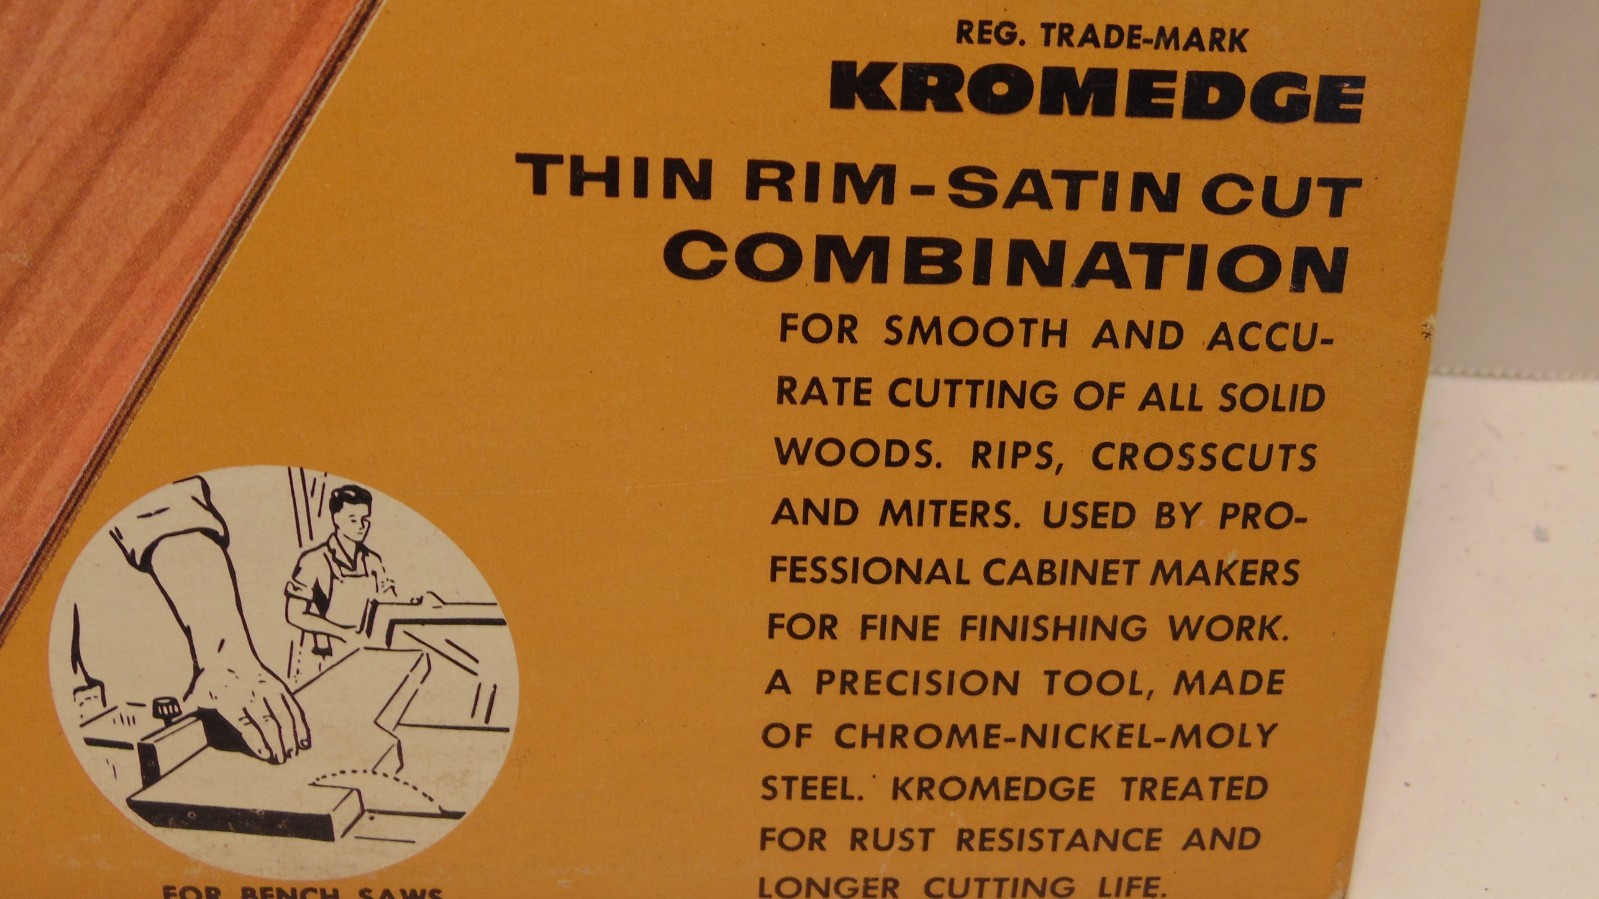 REG. TRADE-MARK
KROMEDGE
THIN RIM-SATIN CUT
COMBINATION
FOR SMOOTH AND ACCU-
RATE CUTTING OF ALL SOLID
WOODS. RIPS, CROSSCUTS
AND MITERS. USED BY PRO-
FESSIONAL CABINET MAKERS
FOR FINE FINISHING WORK.
A PRECISION TOOL, MADE
OF CHROME-NICKEL-MOLY
STEEL. KROMEDGE TREATED
FOR RUST RESISTANCE AND
LONGER CUTTING LIFE.
FOR BENCH SAWS